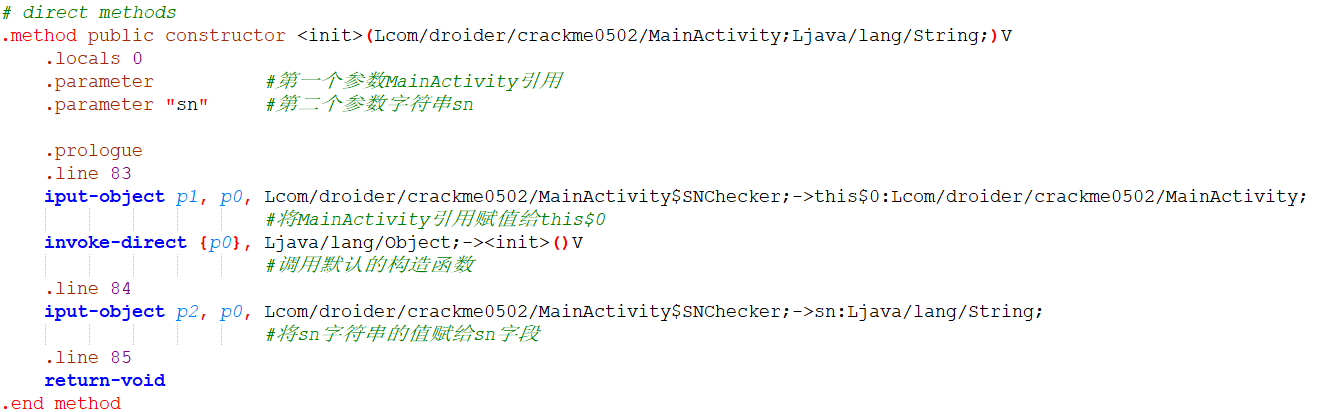 # direct methods
.method public constructor <init>(Lcom/droider/crackme0502/MainActivity;Ljava/lang/String;)V
    .locals 0
    .parameter          #第一个参数MainActivity引用
    .parameter "sn"     #第二个参数字符串sn
    .prologue
    .line 83
    iput-object p1, p0, Lcom/droider/crackme0502/MainActivity$SNChecker;->this$0:Lcom/droider/crackme0502/MainActivity;
                        #将MainActivity引用赋值给this$0
    invoke-direct {p0}, Ljava/lang/Object;-><init>()V
                        #调用默认的构造函数
    .line 84
    iput-object p2, p0, Lcom/droider/crackme0502/MainActivity$SNChecker;->sn:Ljava/lang/String;
                        #将sn字符串的值赋给sn字段
    .line 85
    return-void
.end method